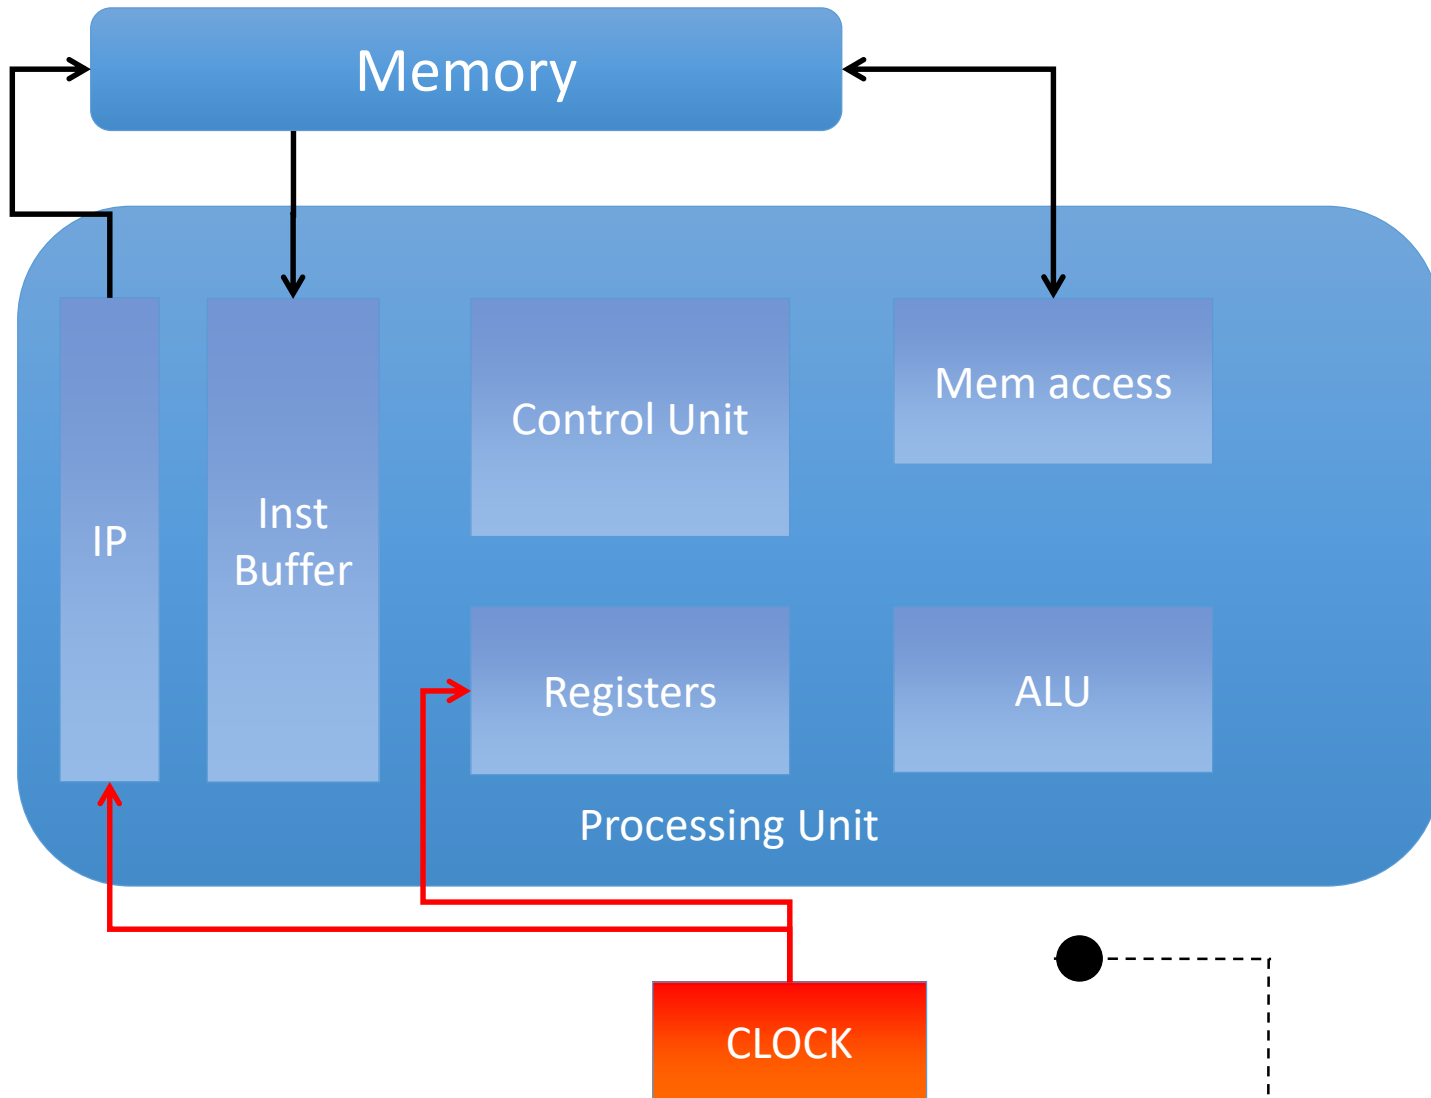 Memory
IP
Inst
Buffer
Control Unit
Mem access
Registers
ALU
Processing Unit
CLOCK